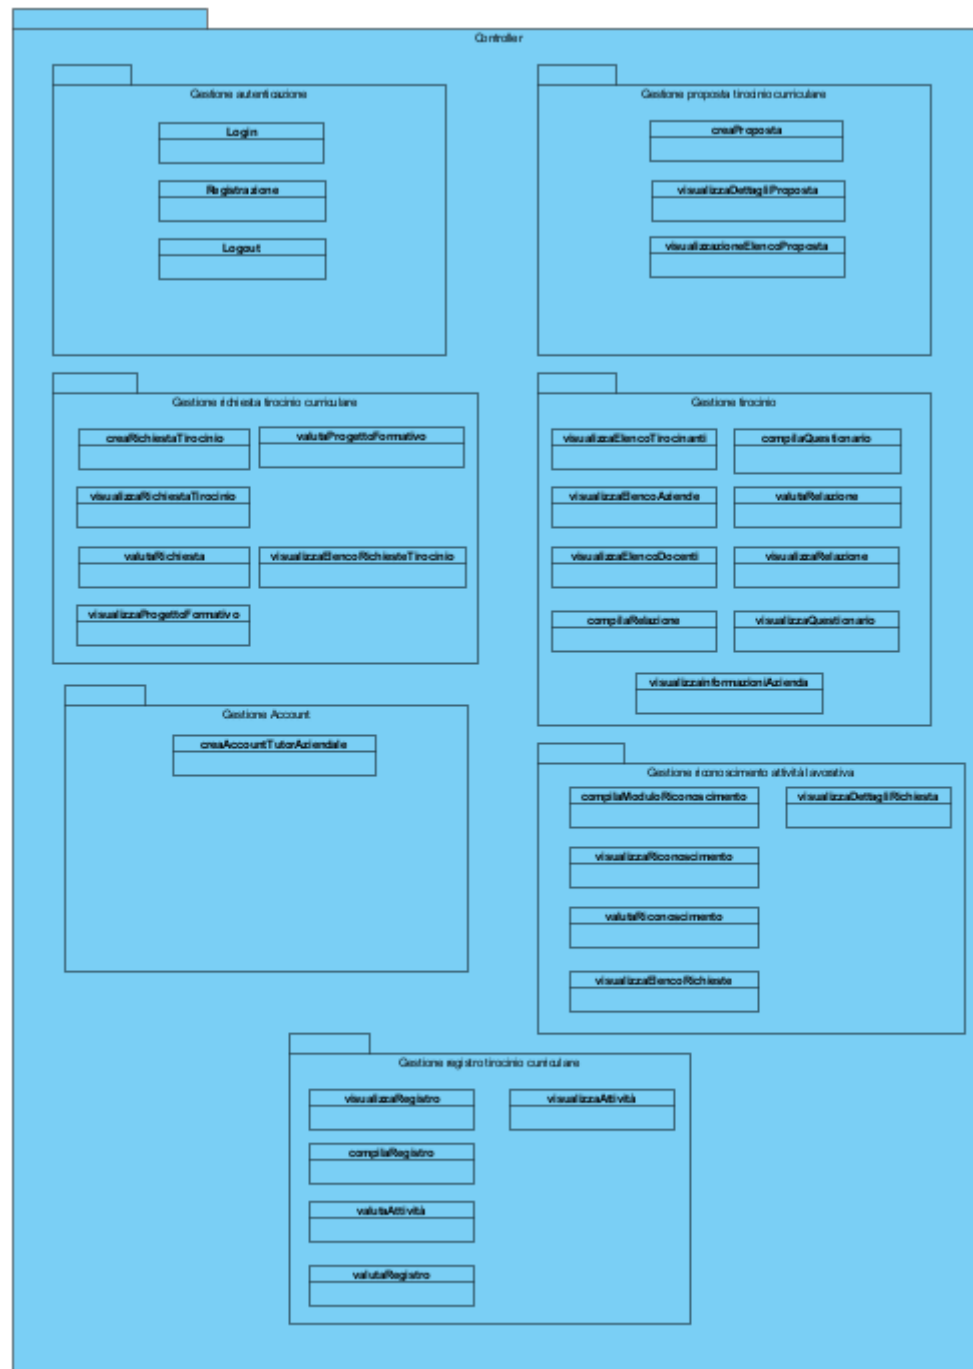 Controller
Gestione autenticazione
Login
Registrazione
Logout
Gestione proposta tirocinio curriculare
creaProposta
visualizzaDettagliProposta
visualizzazioneElencoProposta
Gestione richiesta tirocinio curriculare
creaRichiestaTirocinio
valutaProgettoFormativo
visualizzaRichiestaTirocinio
valutaRichiesta
visualizzaElencoRichiesteTirocinio
visualizzaProgettoFormativo
Gestione tirocinio
visualizzaElencoTirocinanti
compilaQuestionario
visualizzaElencoAziende
valutaRelazione
visualizzaElencoDocenti
visualizzaRelazione
compilaRelazione
visualizzaQuestionario
visualizzaInformazioniAzienda
Gestione Account
creaAccountTutorAziendale
Gestione riconoscimento attività lavorativa
compilaModuloRiconoscimento
visualizzaDettagliRichiesta
visualizzaRiconoscimento
valutaRiconoscimento
visualizzaElencoRichieste
Gestione registro tirocinio curriculare
visualizzaRegistro
visualizzaAttività
compilaRegistro
valutaAttività
valutaRegistro